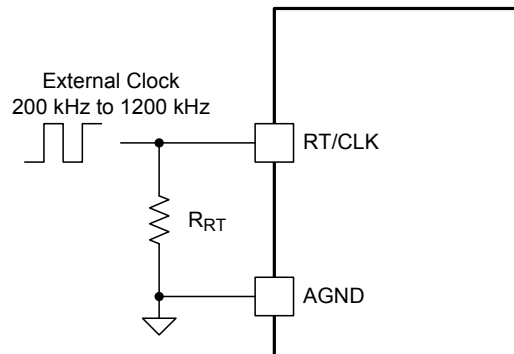 External Clock
200 kHz to 1200 kHz
RT/CLK
RRT
AGND